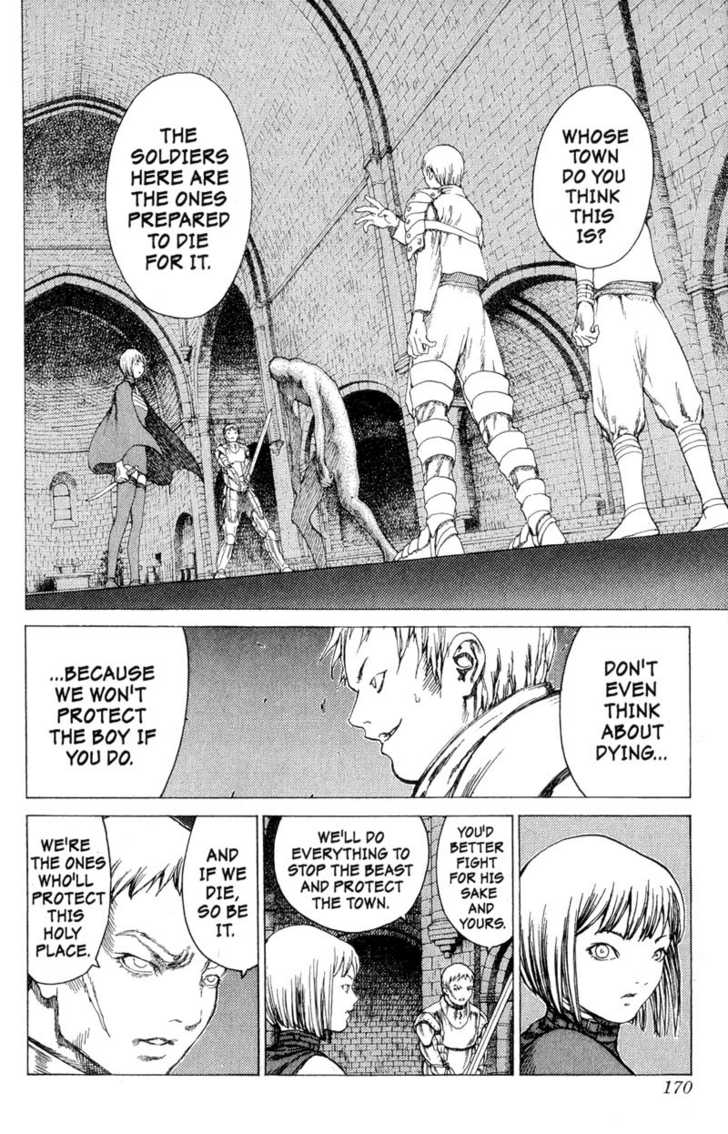 WHOSE
TOWN
DO YOU
THINK
THIS
IS?
THE
SOLDIERS
HERE ARE
THE ONES
PREPARED
TO DIE
FOR IT.
DON'T
EVEN
THINK
ABOUT
DYING...
...BECAUSE
WE WON'T
PROTECT
THE BOY IF
YOU DO.
YOU'D
BETTER
FIGHT
FOR HIS
SAKE
AND
YOURS.
WE'LL DO
EVERYTHING TO
STOP THE BEAST
AND PROTECT
THE TOWN.
AND
IF WE
DIE,
SO BE
IT.
WE'RE
THE ONES
WHO'LL
PROTECT
THIS
HOLY
PLACE.
170